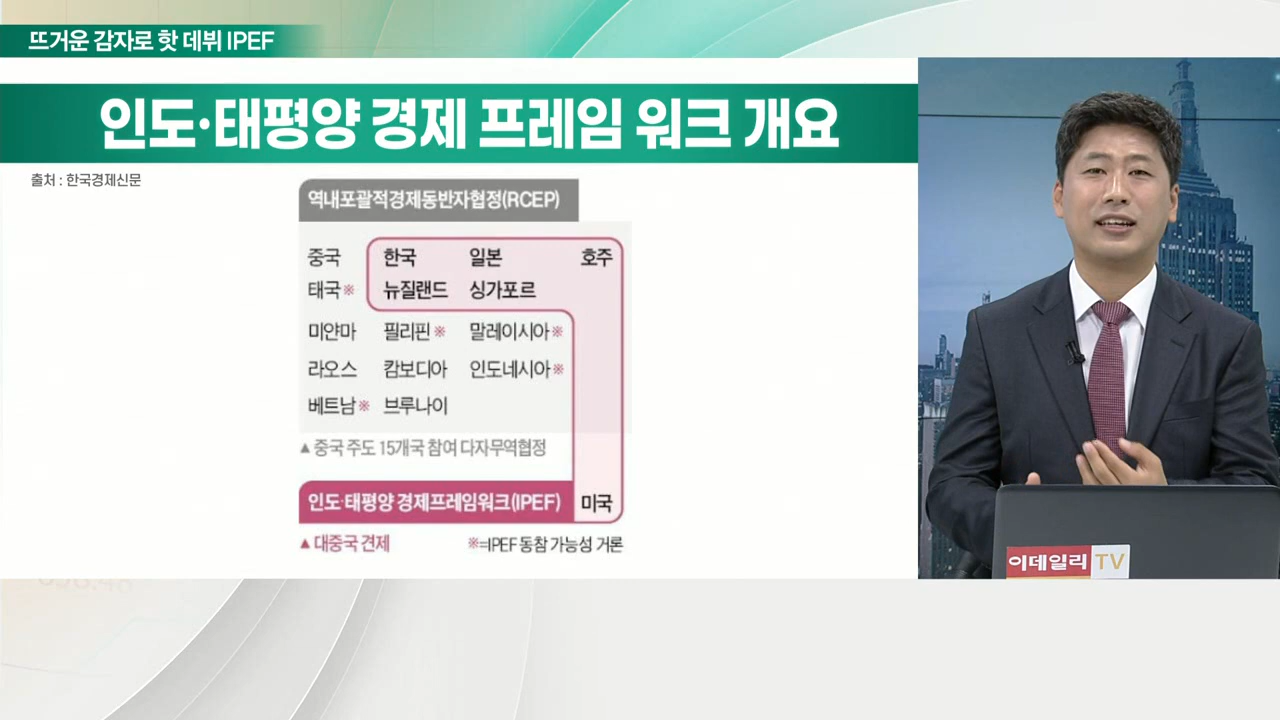 뜨거운 감자로 핫 데뷔 IPEF
인도·태평양 경제 프레임 워크 개요
출처 : 한국경제신문
역내포괄적경제동반자협정(RCEP)
중국 한국 일본 호주
태국※ 뉴질랜드 싱가포르
미얀마 필리핀※ 말레이시아※
라오스 캄보디아 인도네시아※
베트남※ 브루나이
▲중국 주도 15개국 참여 다자무역협정
인도·태평양 경제프레임워크(IPEF) 미국
▲대중국 견제 ※=IPEF 동참 가능성 거론
이데일리TV